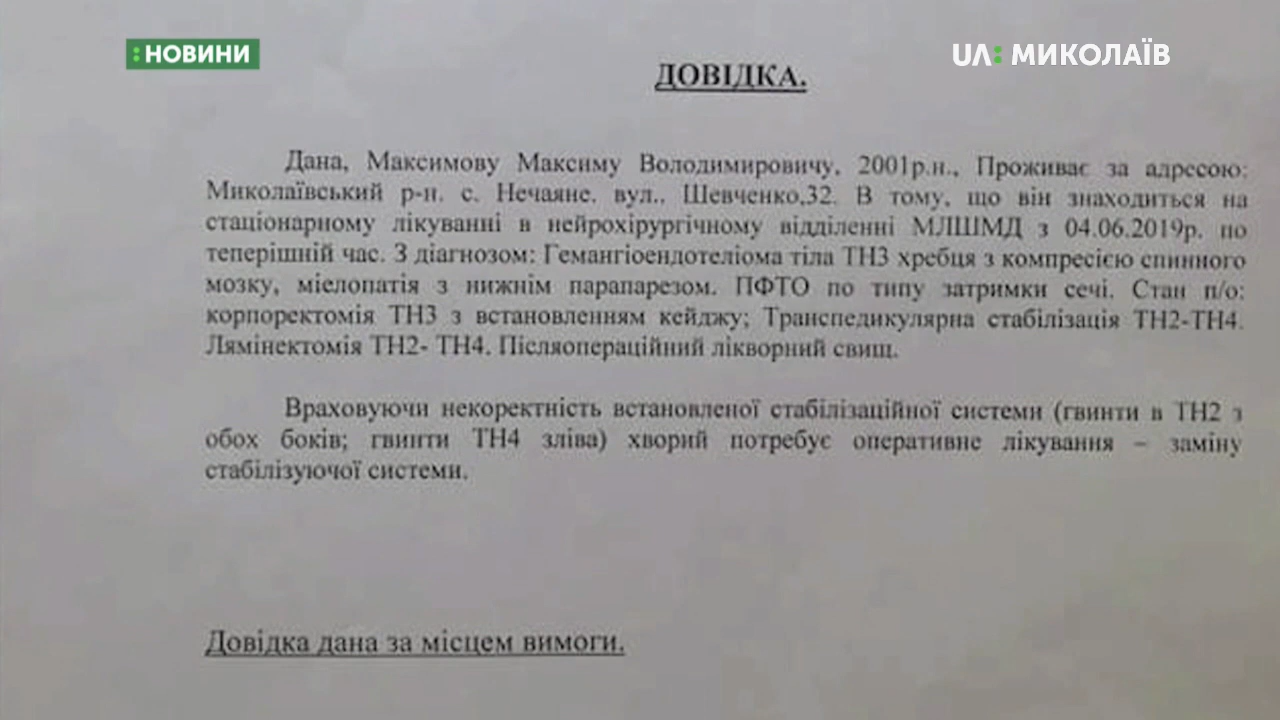 :НОВИНИ
UA: МИКОЛАЇВ
ДОВІДКА.
Дана, Максимову Максиму Володимировичу, 2001р.н., Проживає за адресою:
Миколаївський р-н. с. Нечаяне. вул., Шевченко,32. В тому, що він знаходиться на
стаціонарному лікуванні в нейрохірургічному відділенні МЛШМД з 04.06.2019р. по
теперішній час. З діагнозом: Гемангіоендотеліома тіла ТН3 хребця з компресією спинного
мозку, міелопатія з нижнім парапарезом. ПФТО по типу затримки сечі. Стан п/о:
корпоректомія ТН3 з встановленням кейджу; Транспедикулярна стабілізація ТН2-ТН4.
Лямінектомія ТН2- ТН4. Післяопераційний лікворний свищ.
Враховуючи некоректність встановленої стабілізаційної системи (гвинти в ТН2 з
обох боків; гвинти ТН4 зліва) хворий потребує оперативне лікування – заміну
стабілізуючої системи.
Довідка дана за місцем вимоги.